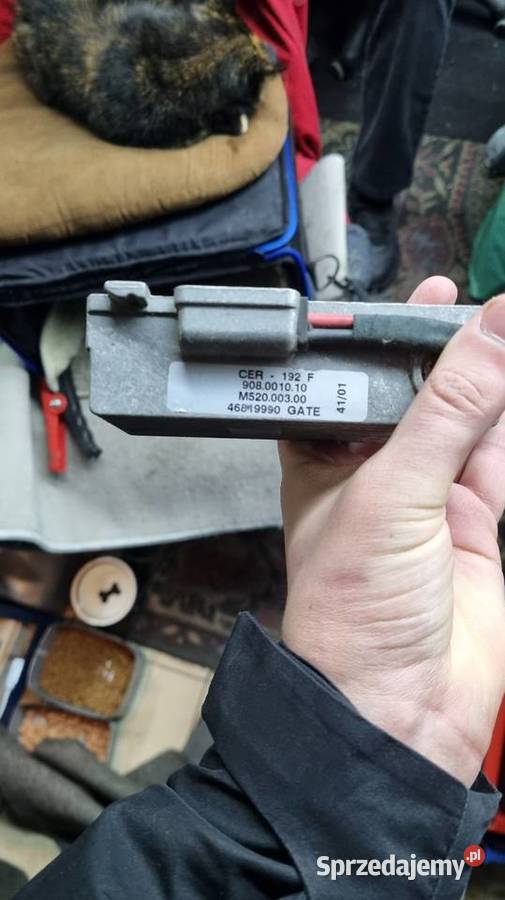 CER - 192 F
908.0010.10
M520.003.00
46819990 GATE
41/01
Sprzedajemy.pl